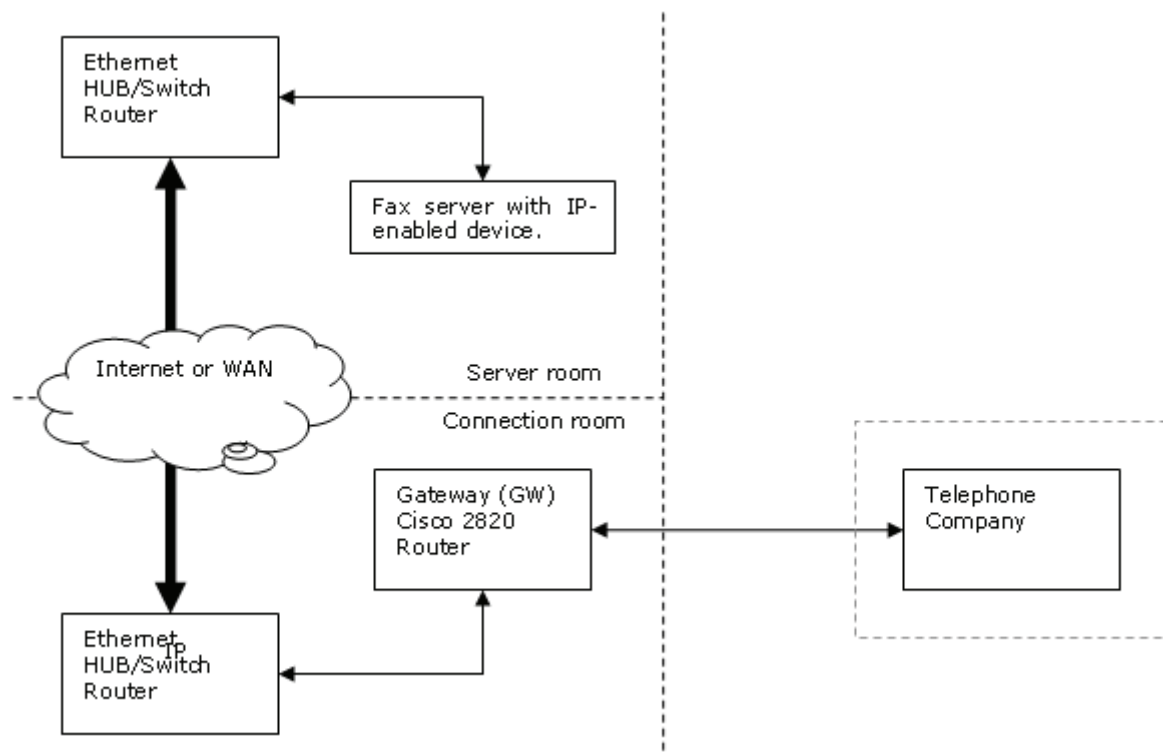 Ethernet
HUB/Switch
Router
Fax server with IP-
enabled device.
Internet or WAN
Server room
Connection room
Gateway (GW)
Cisco 2820
Router
Telephone
Company
Ethernet
IP
HUB/Switch
Router